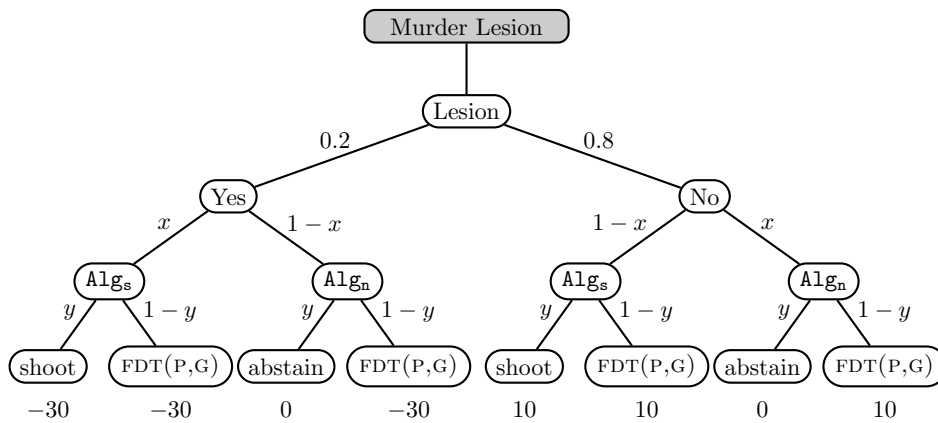 Murder Lesion
Lesion
0.2 0.8
Yes No
x 1 − x 1 − x x
Alg_s Alg_n Alg_s Alg_n
y 1 − y y 1 − y y 1 − y y 1 − y
shoot FDT(P,G) abstain FDT(P,G) shoot FDT(P,G) abstain FDT(P,G)
−30 −30 0 −30 10 10 0 10